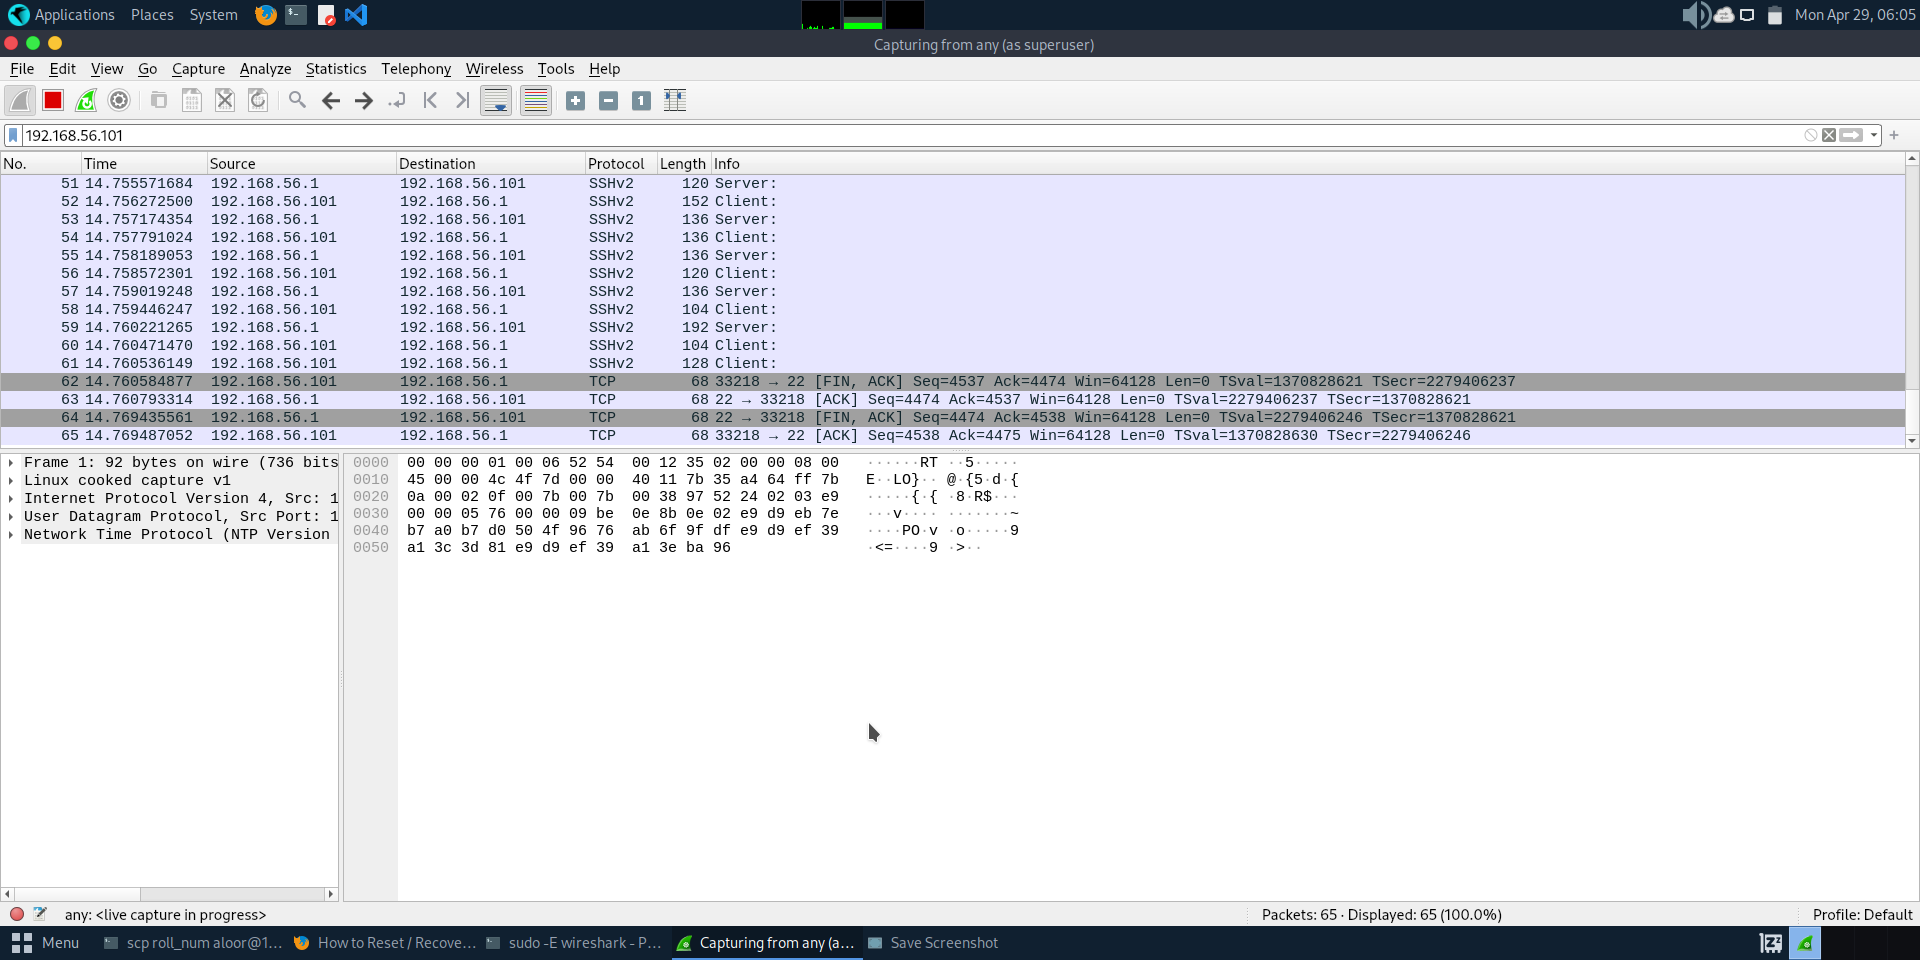 Applications Places System Mon Apr 29, 06:05
Capturing from any (as superuser)
File Edit View Go Capture Analyze Statistics Telephony Wireless Tools Help
192.168.56.101
No. Time Source Destination Protocol Length Info
51 14.755571684 192.168.56.1 192.168.56.101 SSHv2 120 Server:
52 14.756272500 192.168.56.101 192.168.56.1 SSHv2 152 Client:
53 14.757174354 192.168.56.1 192.168.56.101 SSHv2 136 Server:
54 14.757791024 192.168.56.101 192.168.56.1 SSHv2 136 Client:
55 14.758189053 192.168.56.1 192.168.56.101 SSHv2 136 Server:
56 14.758572301 192.168.56.101 192.168.56.1 SSHv2 120 Client:
57 14.759019248 192.168.56.1 192.168.56.101 SSHv2 136 Server:
58 14.759446247 192.168.56.101 192.168.56.1 SSHv2 104 Client:
59 14.760221265 192.168.56.1 192.168.56.101 SSHv2 192 Server:
60 14.760471470 192.168.56.101 192.168.56.1 SSHv2 104 Client:
61 14.760536149 192.168.56.101 192.168.56.1 SSHv2 128 Client:
62 14.760584877 192.168.56.101 192.168.56.1 TCP 68 33218 → 22 [FIN, ACK] Seq=4537 Ack=4474 Win=64128 Len=0 TSval=1370828621 TSecr=2279406237
63 14.760793314 192.168.56.1 192.168.56.101 TCP 68 22 → 33218 [ACK] Seq=4474 Ack=4537 Win=64128 Len=0 TSval=2279406237 TSecr=1370828621
64 14.769435561 192.168.56.1 192.168.56.101 TCP 68 22 → 33218 [FIN, ACK] Seq=4474 Ack=4538 Win=64128 Len=0 TSval=2279406246 TSecr=1370828621
65 14.769487052 192.168.56.101 192.168.56.1 TCP 68 33218 → 22 [ACK] Seq=4538 Ack=4475 Win=64128 Len=0 TSval=1370828630 TSecr=2279406246
Frame 1: 92 bytes on wire (736 bits
Linux cooked capture v1
Internet Protocol Version 4, Src: 1
User Datagram Protocol, Src Port: 1
Network Time Protocol (NTP Version
0000 00 00 00 01 00 06 52 54 00 12 35 02 00 00 08 00 ······RT ··5·····
0010 45 00 00 4c 4f 7d 00 00 40 11 7b 35 a4 64 ff 7b E··LO}·· @·{5·d·{
0020 0a 00 02 0f 00 7b 00 7b 00 38 97 52 24 02 03 e9 ·····{·{ ·8·R$···
0030 00 00 05 76 00 00 09 be 0e 8b 0e 02 e9 d9 eb 7e ···v···· ·······~
0040 b7 a0 b7 d0 50 4f 96 76 ab 6f 9f df e9 d9 ef 39 ····PO·v ·o·····9
0050 a1 3c 3d 81 e9 d9 ef 39 a1 3e ba 96 ·<=····9 ·>··
any: <live capture in progress> Packets: 65 · Displayed: 65 (100.0%) Profile: Default
Menu scp roll_num aloor@1... How to Reset / Recove... sudo -E wireshark - P... Capturing from any (a... Save Screenshot